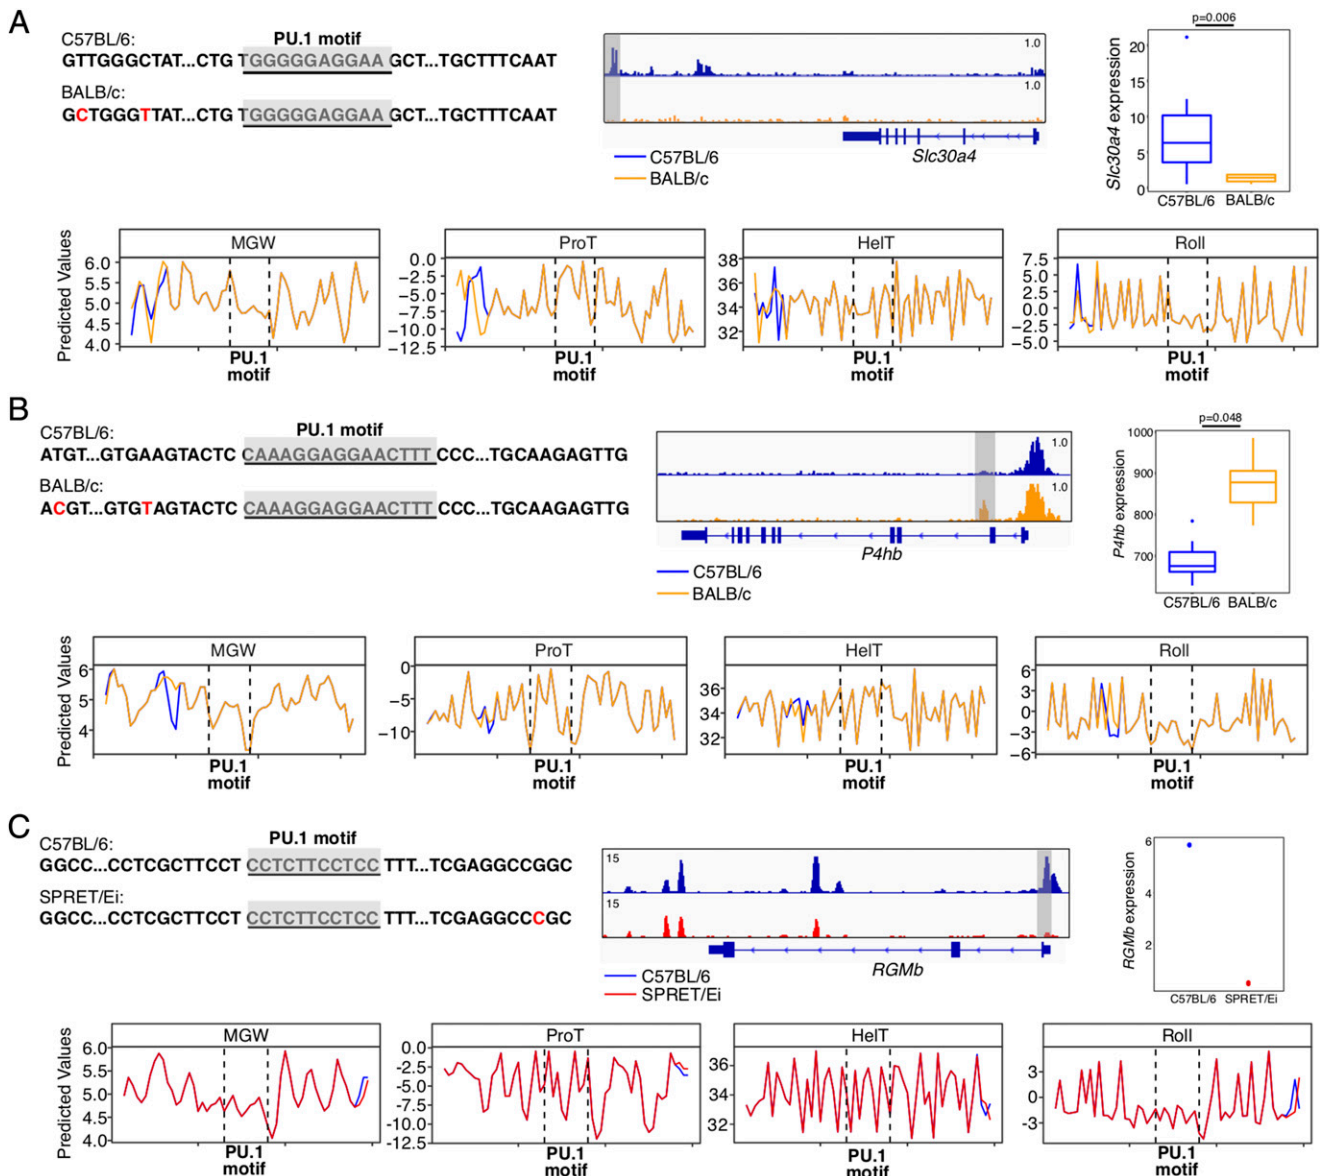 A
C57BL/6:
PU.1 motif
GTTGGGCTAT...CTG TGGGGGAGGAA GCT...TGCTTTCAAT
BALB/c:
GCTGGGTTAT...CTG TGGGGGAGGAA GCT...TGCTTTCAAT
1.0
1.0
Slc30a4
C57BL/6
BALB/c
p=0.006
Slc30a4 expression
20
15
10
5
0
C57BL/6 BALB/c
Predicted Values
MGW
6.0
5.5
5.0
4.5
4.0
PU.1
motif
ProT
0.0
−2.5
−5.0
−7.5
−10.0
−12.5
PU.1
motif
HelT
38
36
34
32
PU.1
motif
Roll
7.5
5.0
2.5
0.0
−2.5
−5.0
PU.1
motif
B
C57BL/6:
PU.1 motif
ATGT...GTGAAGTACTC CAAAGGAGGAACTTT CCC...TGCAAGAGTTG
BALB/c:
ACGT...GTGTAGTACTC CAAAGGAGGAACTTT CCC...TGCAAGAGTTG
1.0
1.0
P4hb
C57BL/6
BALB/c
p=0.048
P4hb expression
1000
900
800
700
C57BL/6 BALB/c
Predicted Values
MGW
6
5
4
PU.1
motif
ProT
0
−5
−10
PU.1
motif
HelT
36
34
32
PU.1
motif
Roll
6
3
0
−3
−6
PU.1
motif
C
C57BL/6:
PU.1 motif
GGCC...CCTCGCTTCCT CCTCTTCCTCC TTT...TCGAGGCCGGC
SPRET/Ei:
GGCC...CCTCGCTTCCT CCTCTTCCTCC TTT...TCGAGGCCCGC
15
15
RGMb
C57BL/6
SPRET/Ei
RGMb expression
6
4
2
C57BL/6 SPRET/Ei
Predicted Values
MGW
6.0
5.5
5.0
4.5
4.0
PU.1
motif
ProT
0.0
−2.5
−5.0
−7.5
−10.0
−12.5
PU.1
motif
HelT
36
34
32
PU.1
motif
Roll
3
0
−3
PU.1
motif